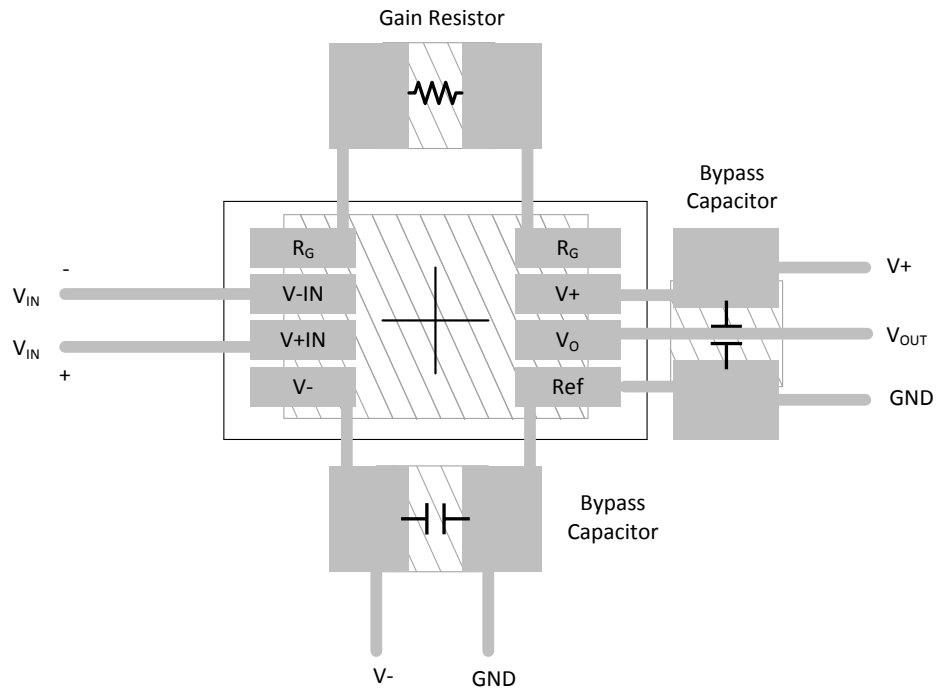 Gain Resistor
Bypass
Capacitor
R_G
R_G
-
V_IN
V-IN
V+
V+
V_IN
+
V+IN
V_O
V_OUT
V-
Ref
GND
Bypass
Capacitor
V-
GND